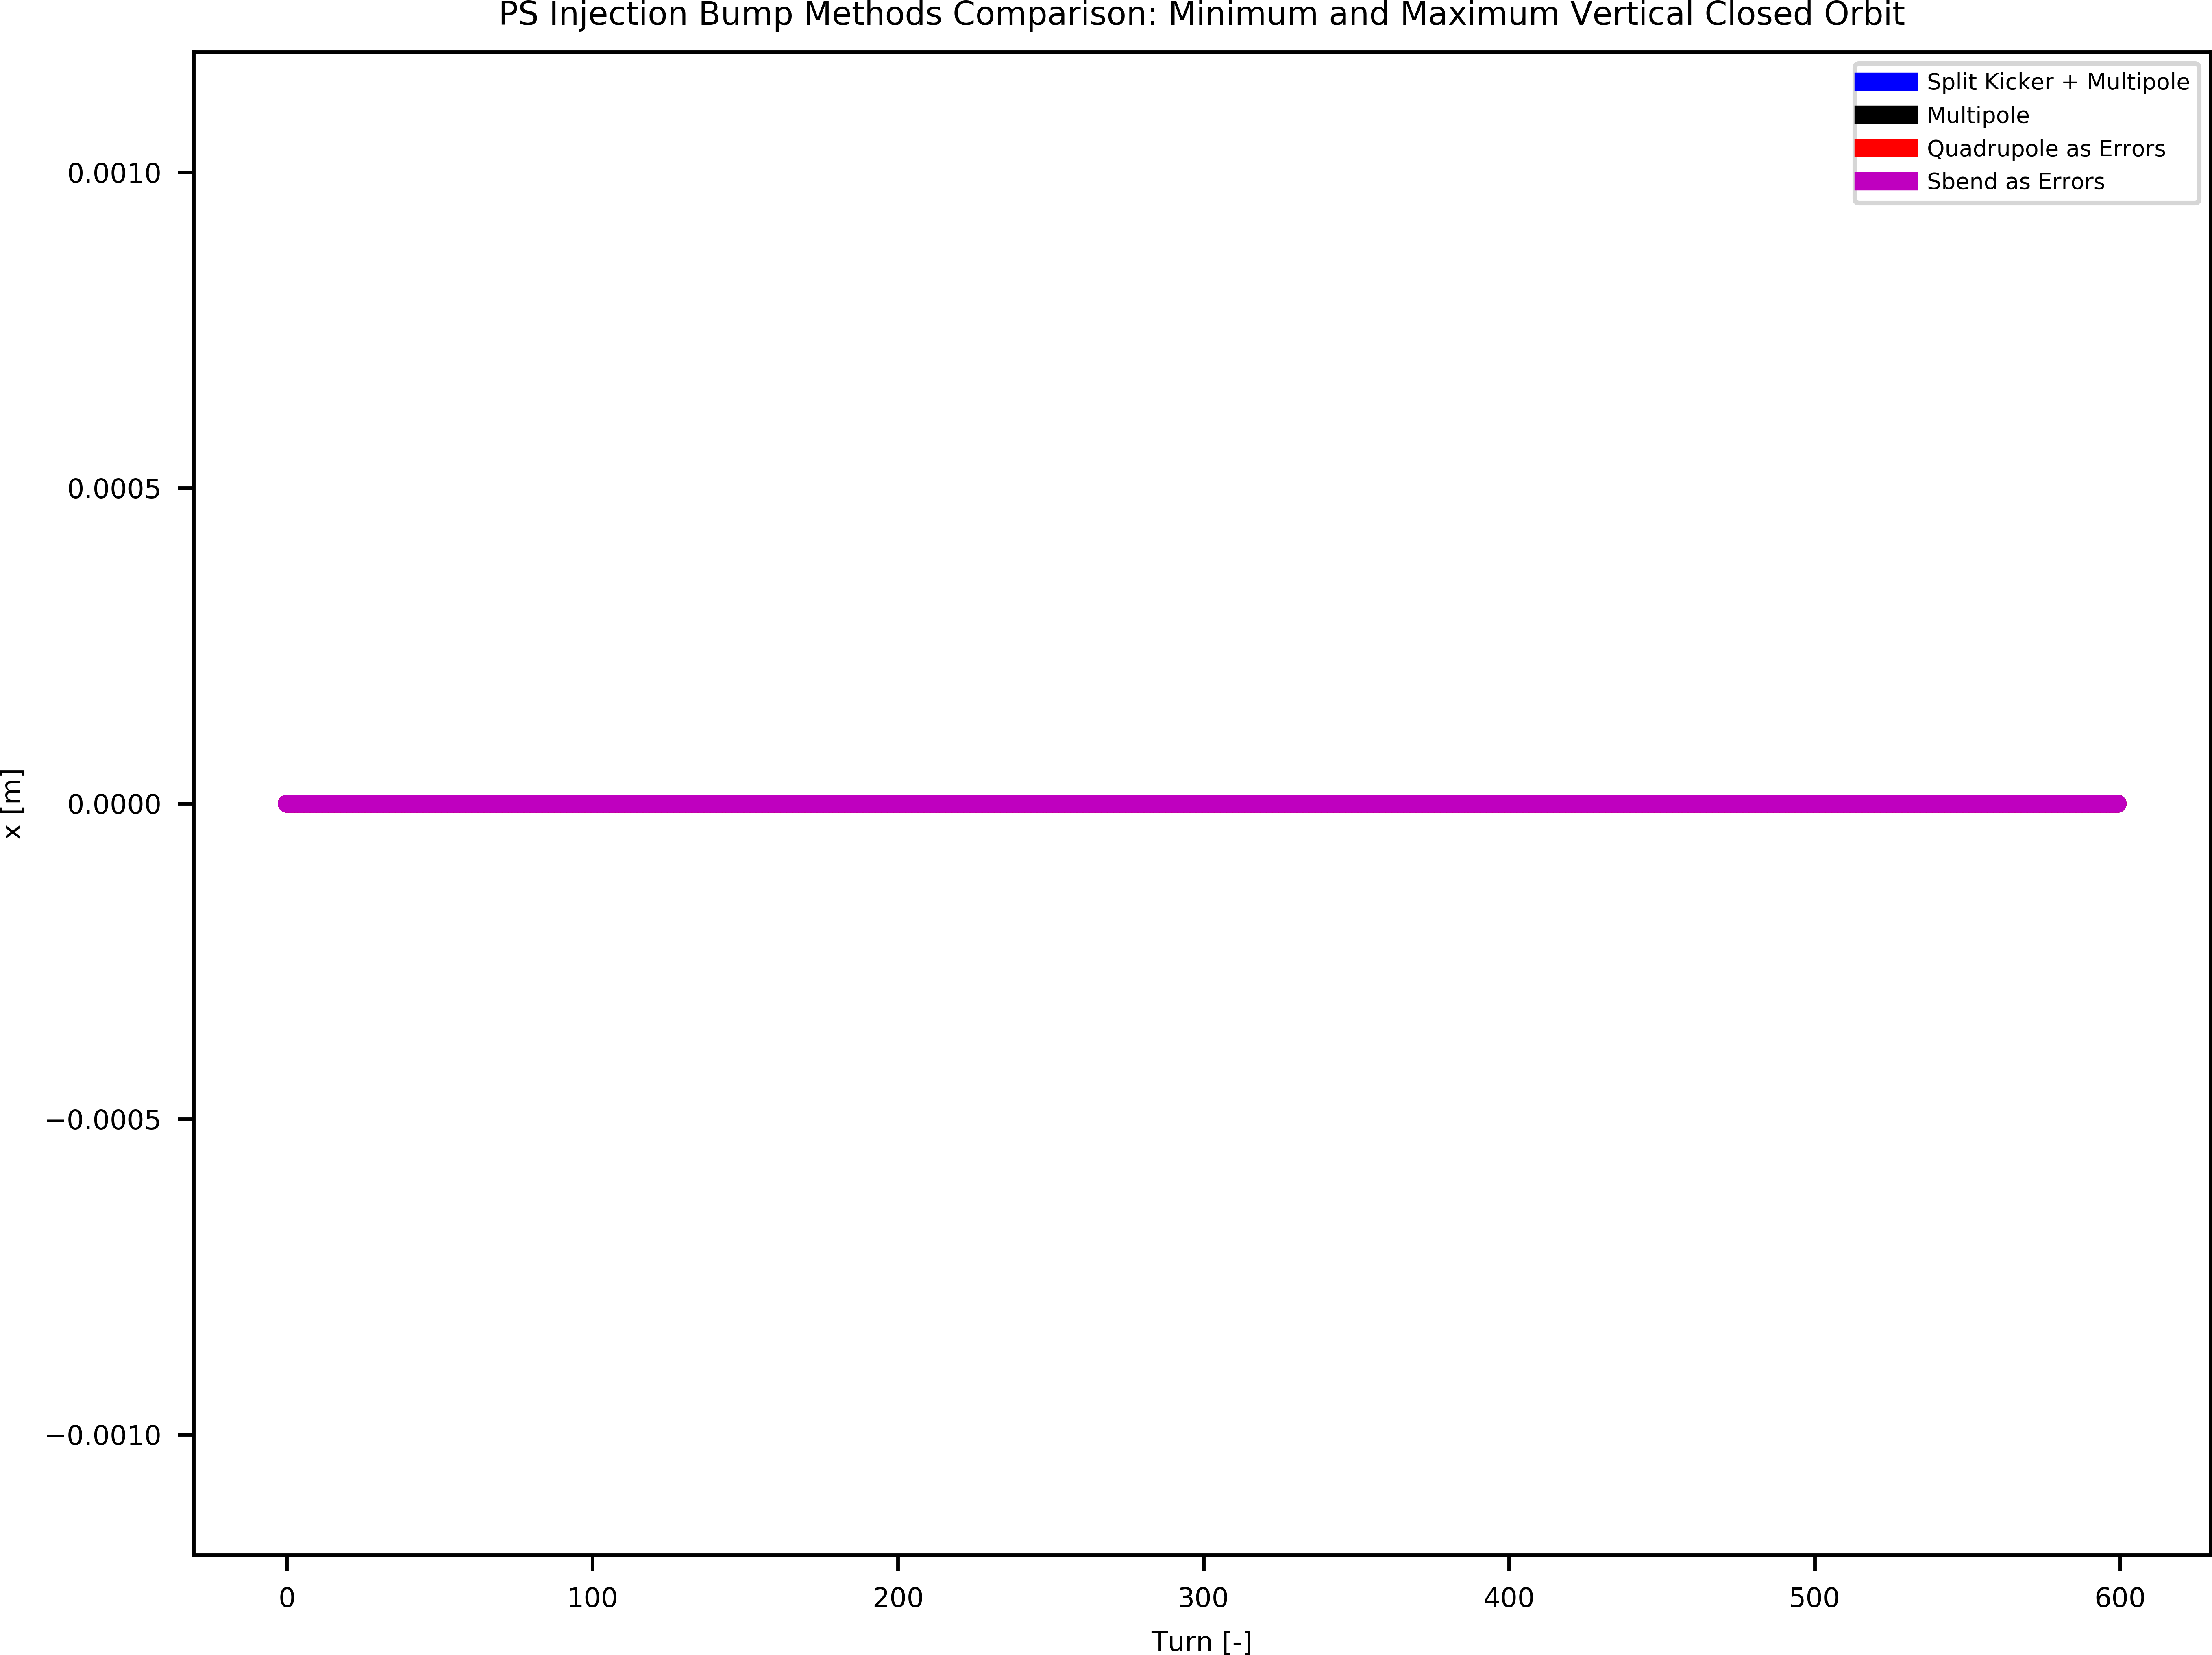 PS Injection Bump Methods Comparison: Minimum and Maximum Vertical Closed Orbit
Split Kicker + Multipole
Multipole
Quadrupole as Errors
Sbend as Errors
0.0010
0.0005
0.0000
−0.0005
−0.0010
x [m]
0 100 200 300 400 500 600
Turn [-]